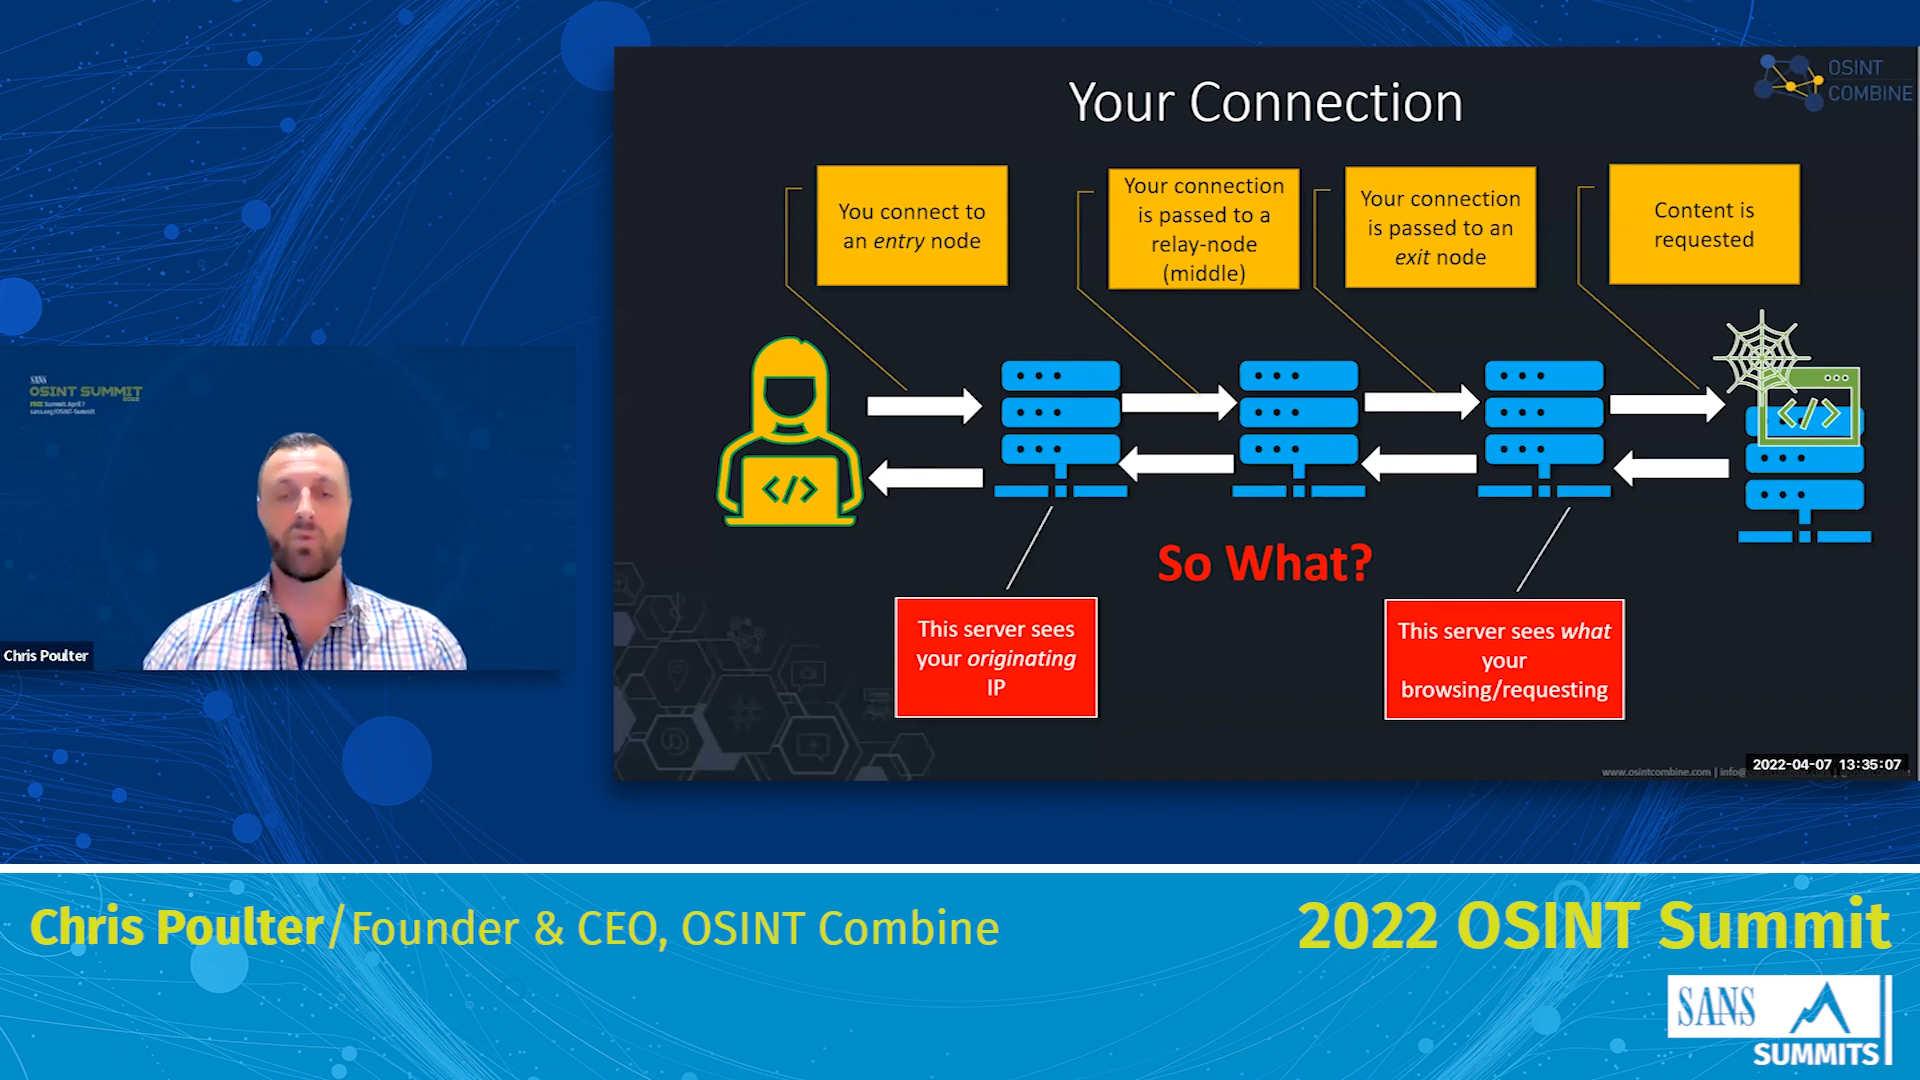 Your Connection
OSINT
COMBINE
You connect to
an entry node
Your connection
is passed to a
relay-node
(middle)
Your connection
is passed to an
exit node
Content is
requested
</>
</>
So What?
This server sees
your originating
IP
This server sees what
your
browsing/requesting
www.osintcombine.com | info@
2022-04-07 13:35:07
SANS
OSINT SUMMIT
2022
FREE Summit April 7
sans.org/OSINT-Summit
Chris Poulter
Chris Poulter/Founder & CEO, OSINT Combine
2022 OSINT Summit
SANS
SUMMITS